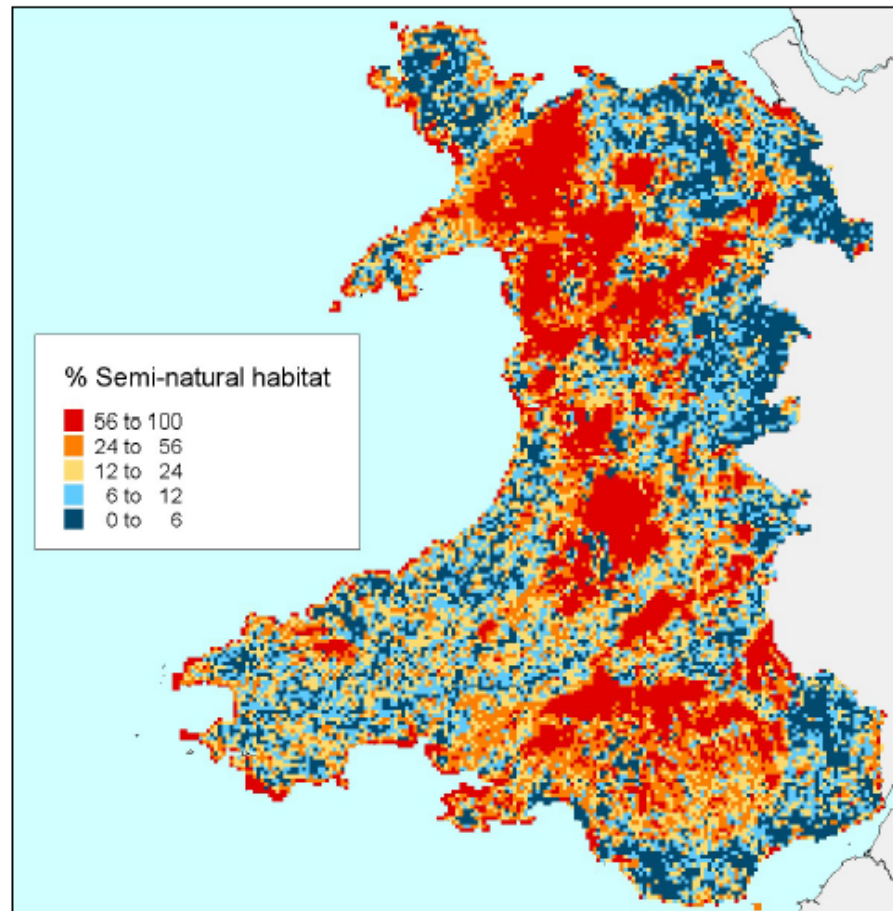 % Semi-natural habitat
56 to 100
24 to 56
12 to 24
6 to 12
0 to 6